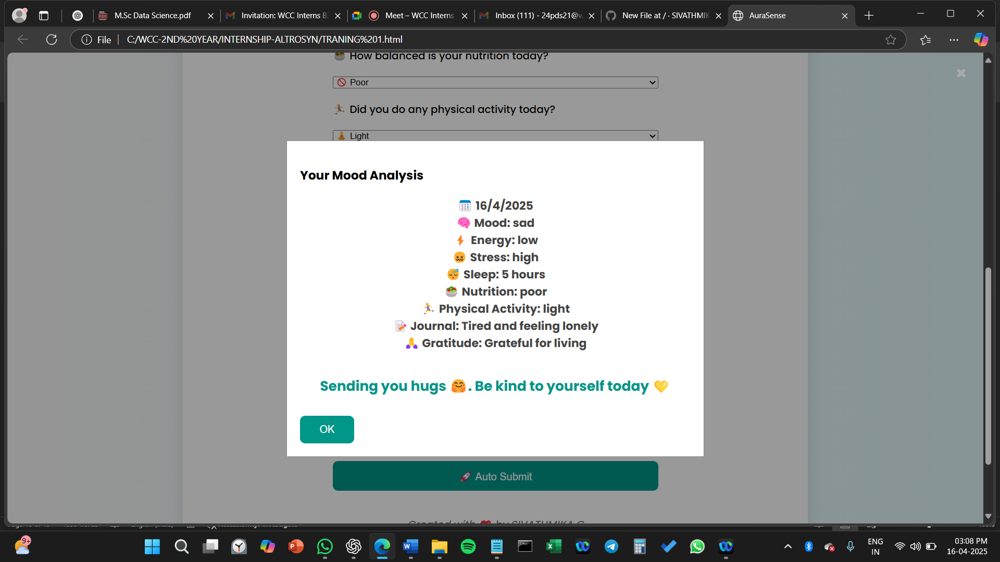 M.Sc Data Science.pdf
Invitation: WCC Interns B
Meet – WCC Interns
Inbox (111) - 24pds21@w
New File at / · SIVATHMIK
AuraSense
File
C:/WCC-2ND%20YEAR/INTERNSHIP-ALTROSYN/TRANING%201.html
🥗 How balanced is your nutrition today?
🚫 Poor
🏃‍♀️ Did you do any physical activity today?
🧘 Light
Your Mood Analysis
📅 16/4/2025
🧠 Mood: sad
⚡ Energy: low
😖 Stress: high
😴 Sleep: 5 hours
🥗 Nutrition: poor
🏃‍♀️ Physical Activity: light
📝 Journal: Tired and feeling lonely
🙏 Gratitude: Grateful for living
Sending you hugs 🤗. Be kind to yourself today 💛
OK
🚀 Auto Submit
Created with ❤️ by SIVATHMIKA G
9+
ENG
IN
03:08 PM
16-04-2025